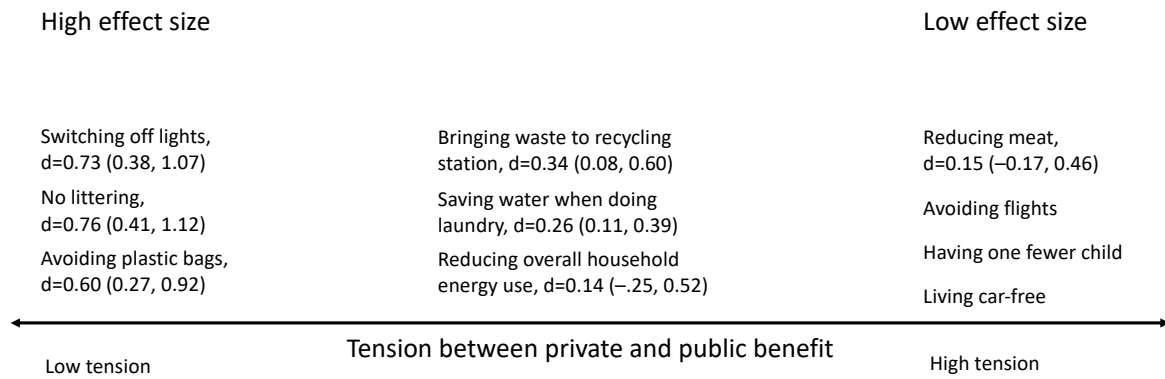 High effect size
Low effect size
Switching off lights,
d=0.73 (0.38, 1.07)
No littering,
d=0.76 (0.41, 1.12)
Avoiding plastic bags,
d=0.60 (0.27, 0.92)
Bringing waste to recycling
station, d=0.34 (0.08, 0.60)
Saving water when doing
laundry, d=0.26 (0.11, 0.39)
Reducing overall household
energy use, d=0.14 (–.25, 0.52)
Reducing meat,
d=0.15 (–0.17, 0.46)
Avoiding flights
Having one fewer child
Living car-free
Low tension
Tension between private and public benefit
High tension